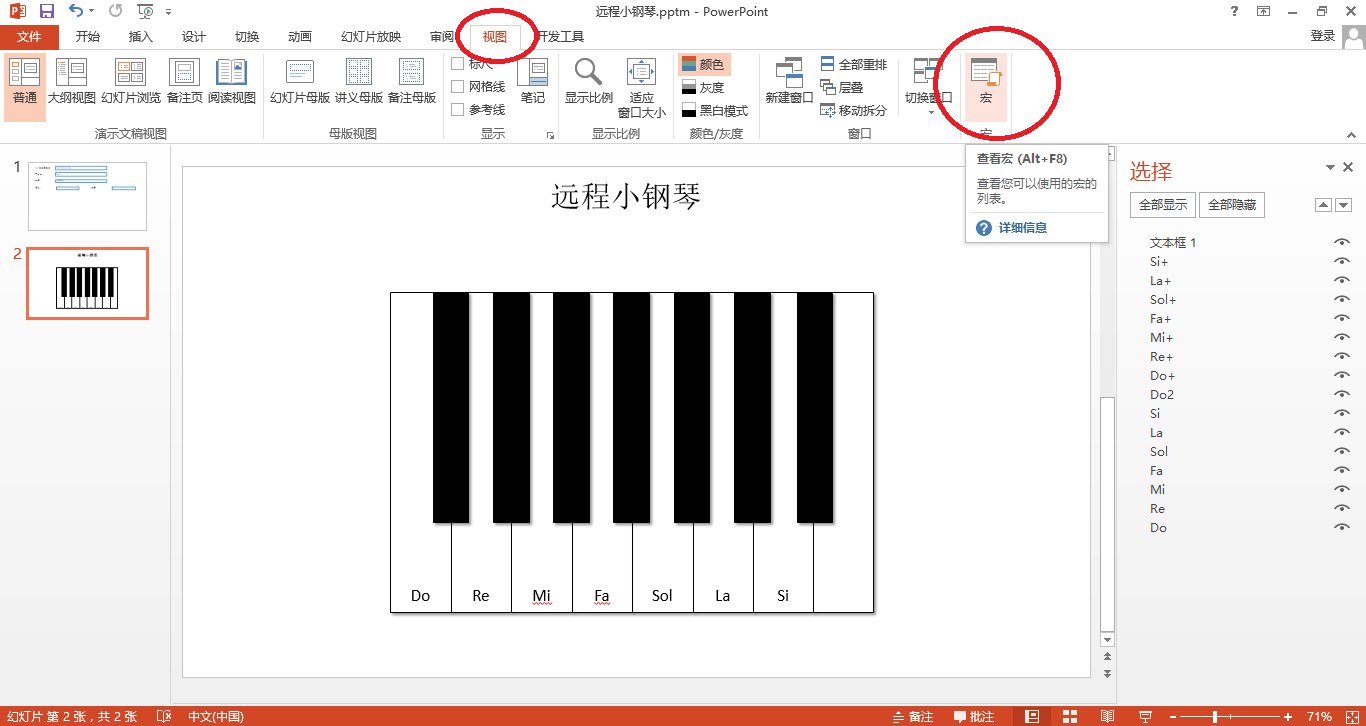 远程小钢琴.pptm - PowerPoint
文件 开始 插入 设计 切换 动画 幻灯片放映 审阅 视图 开发工具 登录
普通 大纲视图 幻灯片浏览 备注页 阅读视图
演示文稿视图
幻灯片母版 讲义母版 备注母版
母版视图
标尺
网格线
参考线
笔记
显示
显示比例 适应
窗口大小
显示比例
颜色
灰度
黑白模式
颜色/灰度
新建窗口
全部重排
层叠
移动拆分
切换窗口
窗口
宏
宏
查看宏 (Alt+F8)
查看您可以使用的宏的
列表。
详细信息
1
2
远程小钢琴
Do Re Mi Fa Sol La Si
选择
全部显示 全部隐藏
文本框 1
Si+
La+
Sol+
Fa+
Mi+
Re+
Do+
Do2
Si
La
Sol
Fa
Mi
Re
Do
幻灯片 第 2 张，共 2 张 中文(中国) 备注 批注 71%